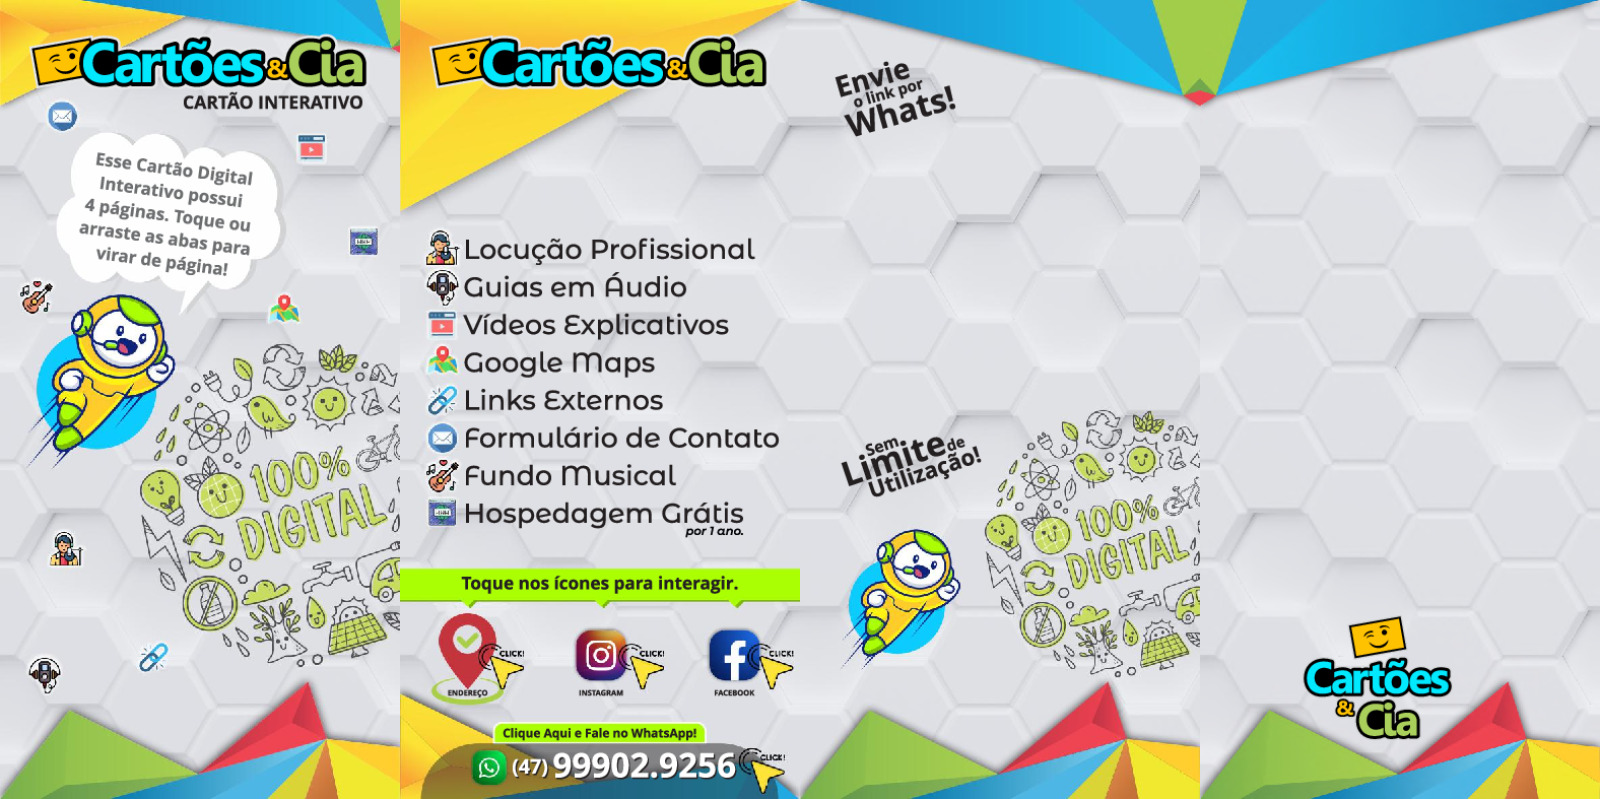 Cartões&Cia
CARTÃO INTERATIVO
Esse Cartão Digital
Interativo possui
4 páginas. Toque ou
arraste as abas para
virar de página!
100%
DIGITAL
Cartões&Cia
Locução Profissional
Guias em Áudio
Vídeos Explicativos
Google Maps
Links Externos
Formulário de Contato
Fundo Musical
Hospedagem Grátis
por 1 ano.
Toque nos ícones para interagir.
CLICK!
CLICK!
CLICK!
ENDEREÇO
INSTAGRAM
FACEBOOK
Clique Aqui e Fale no WhatsApp!
(47) 99902.9256
CLICK!
Envie
o link por
Whats!
Sem
Limite de
Utilização!
100%
DIGITAL
Cartões
& Cia